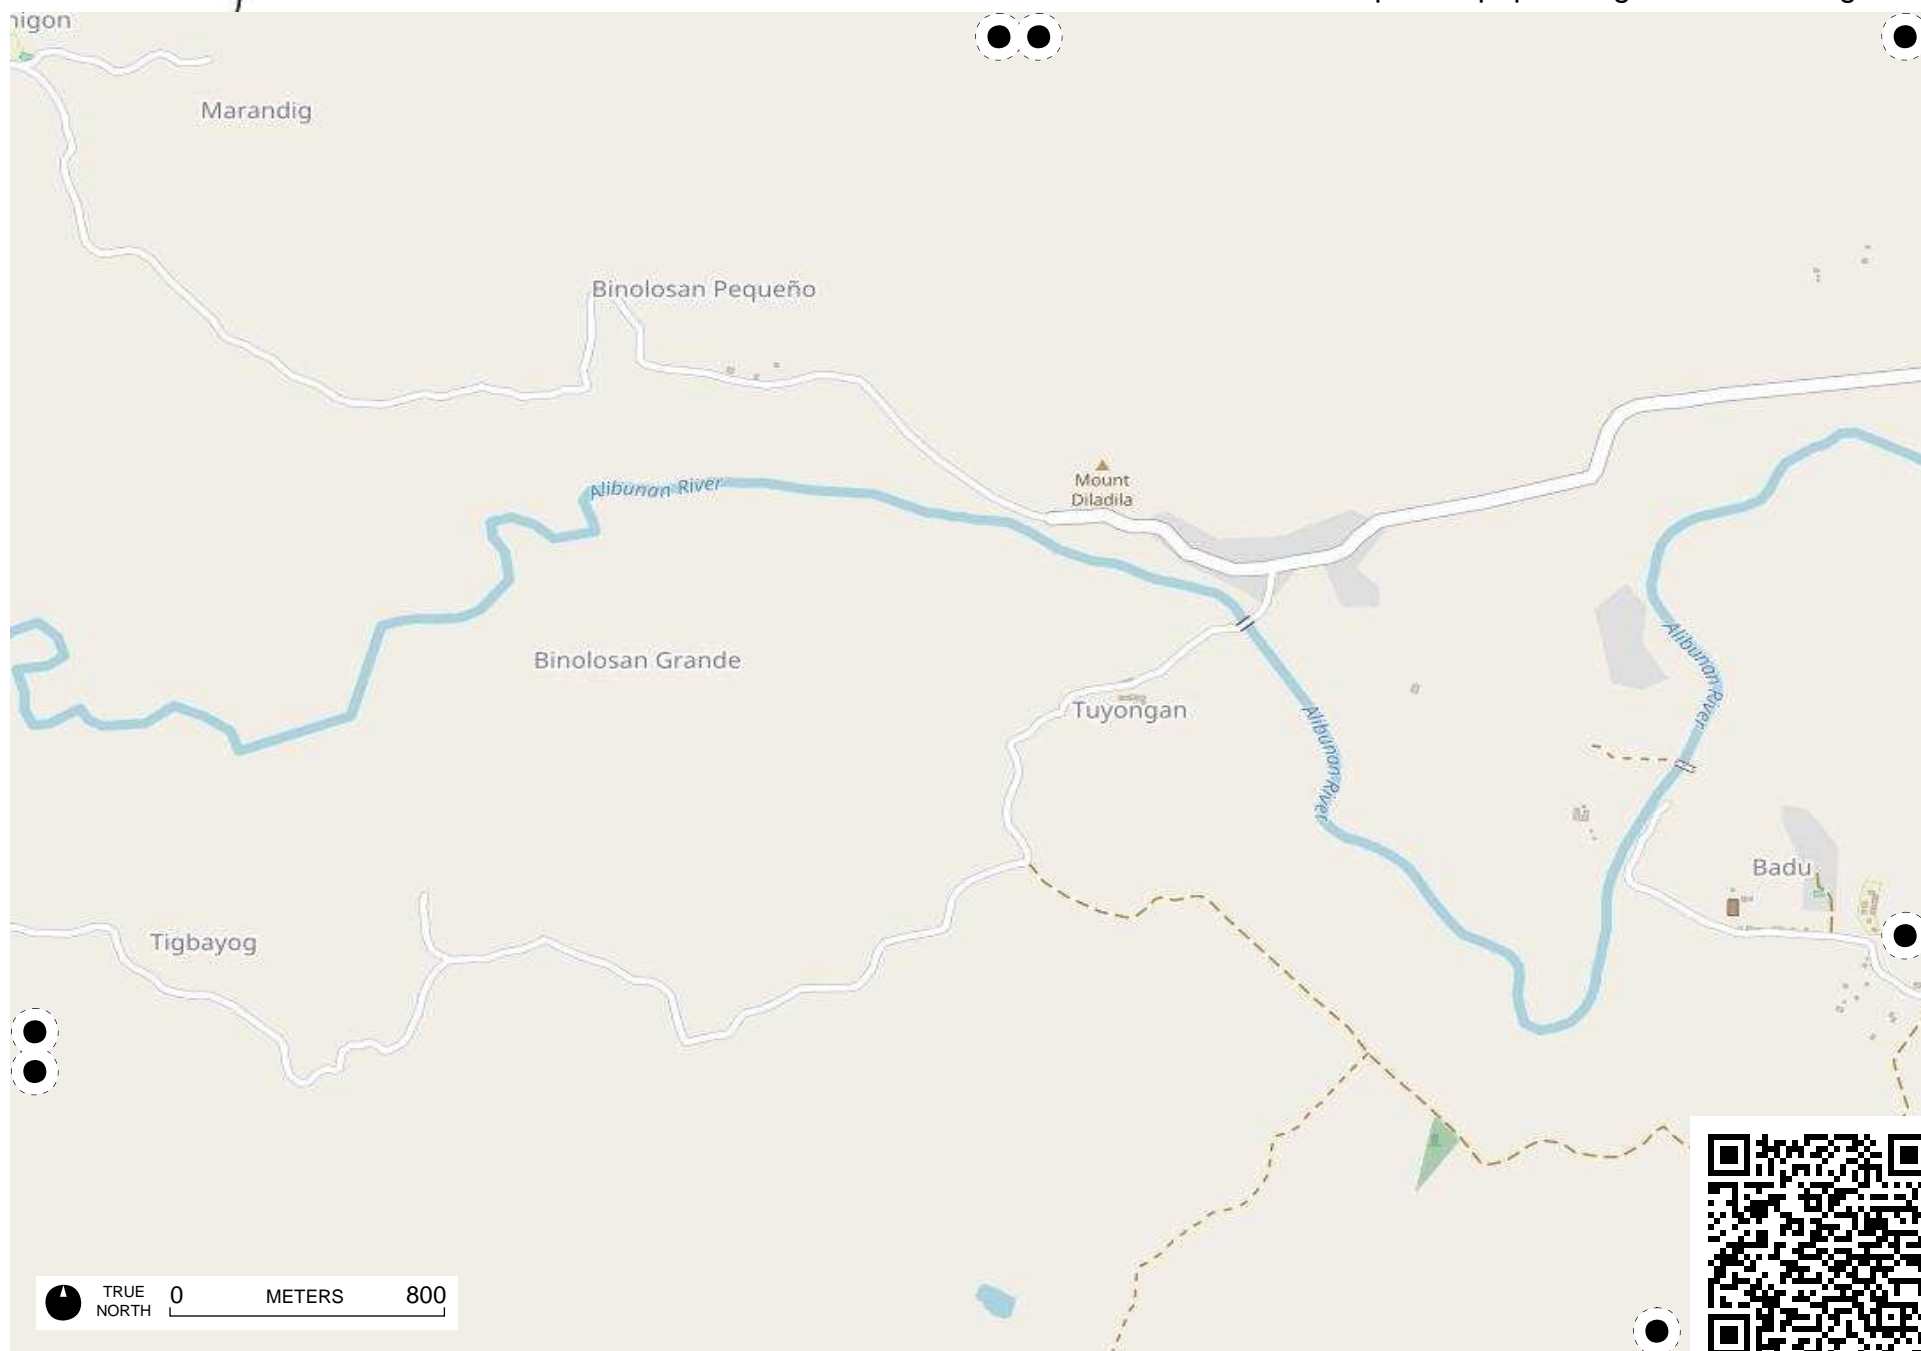 Marandig
Binolosan Pequeño
Mount
Diladila
Alibunan River
Alibunan River
Binolosan Grande
Tuyongan
Alibunan River
Badu
Tigbayog
TRUE
NORTH
0 METERS 800